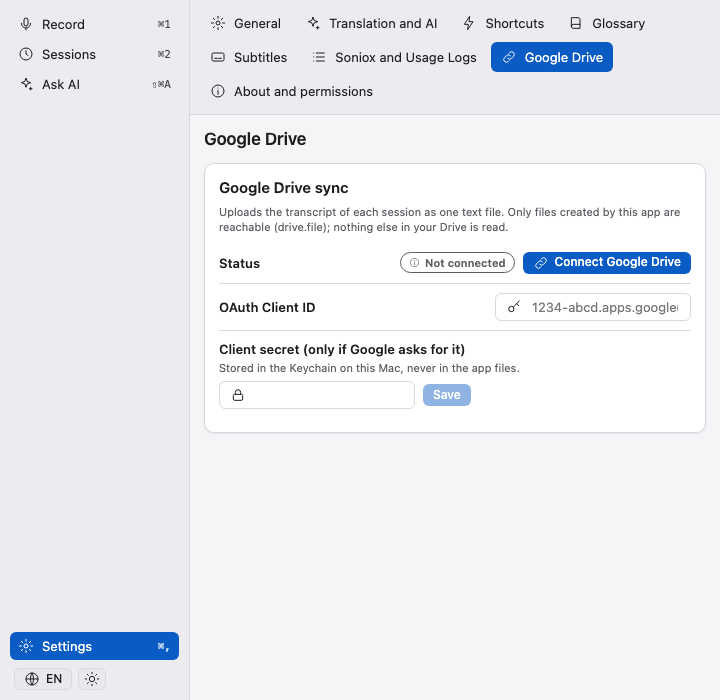 Record ⌘1
Sessions ⌘2
Ask AI ⇧⌘A
General Translation and AI Shortcuts Glossary
Subtitles Soniox and Usage Logs Google Drive
About and permissions
Google Drive
Google Drive sync
Uploads the transcript of each session as one text file. Only files created by this app are
reachable (drive.file); nothing else in your Drive is read.
Status Not connected Connect Google Drive
OAuth Client ID 1234-abcd.apps.google
Client secret (only if Google asks for it)
Stored in the Keychain on this Mac, never in the app files.
Save
Settings ⌘,
EN